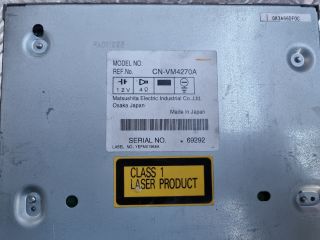 MODEL NO.
REF.No. CN-VM4270A
12V 4Ω
Matsushita Electric Industrial Co.,Ltd.
Osaka Japan
Made in Japan
SERIAL NO. 69292
CLASS 1
LASER PRODUCT